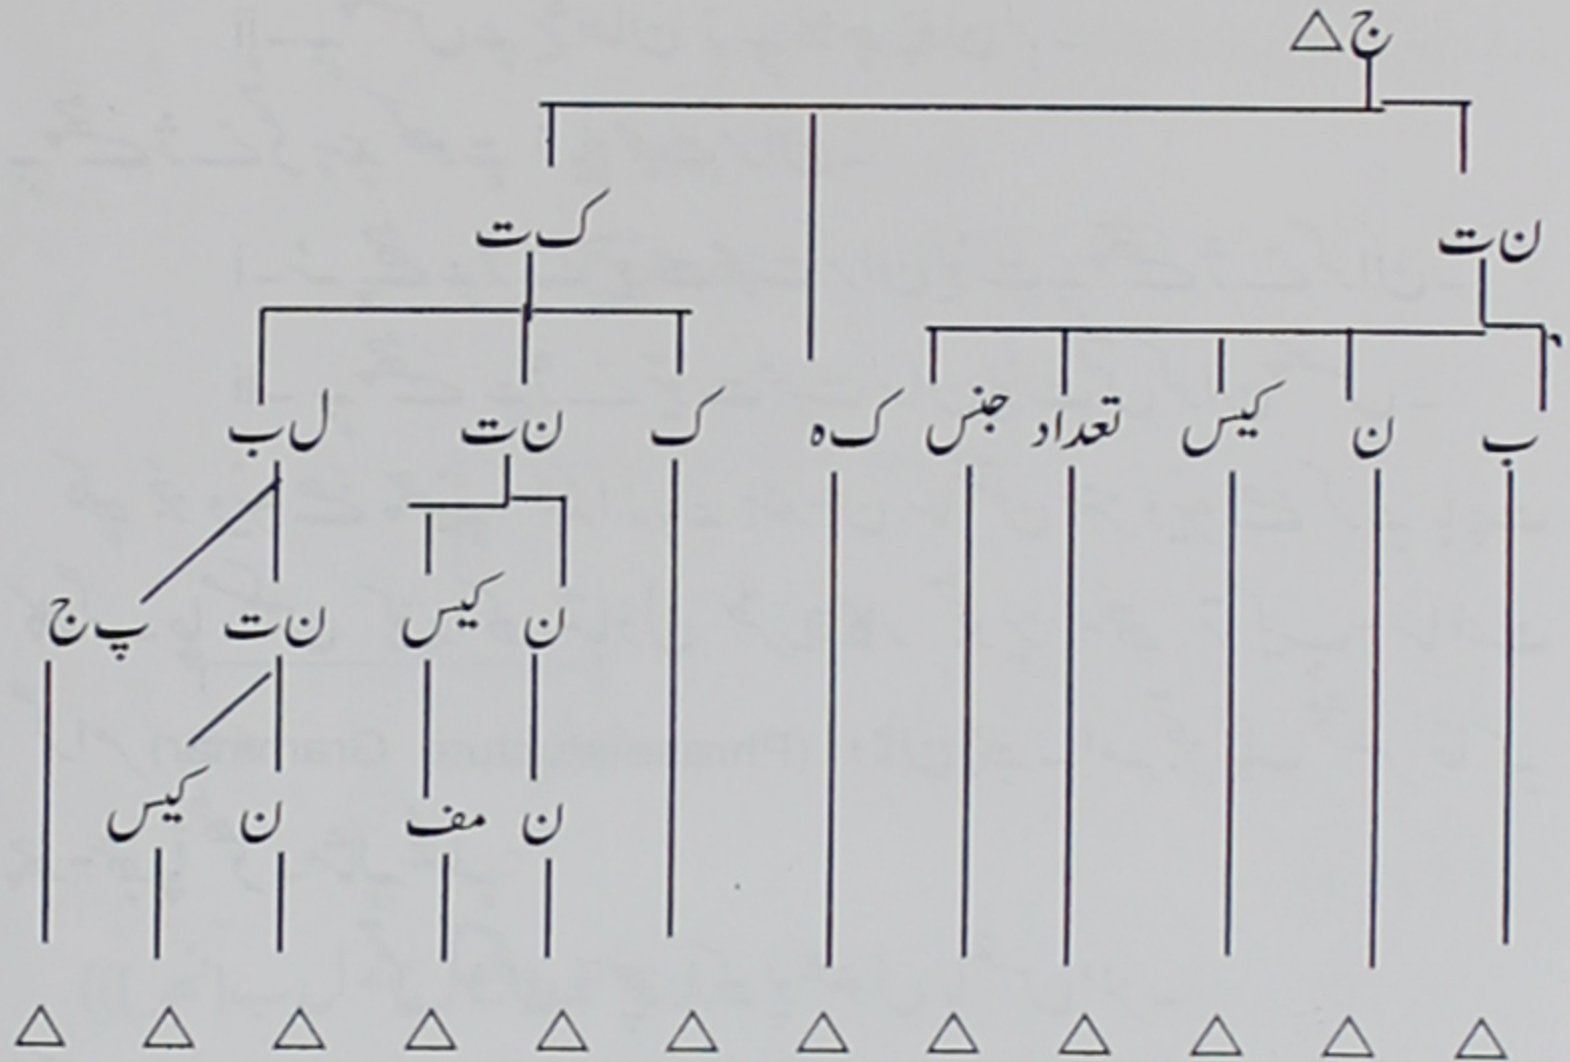 ج △
ن ت ک ت
ب ن کیس تعداد جنس ک ہ ک ن ت ل ب
ن کیس ن ت پ ج
ن مف ن کیس
△ △ △ △ △ △ △ △ △ △ △ △